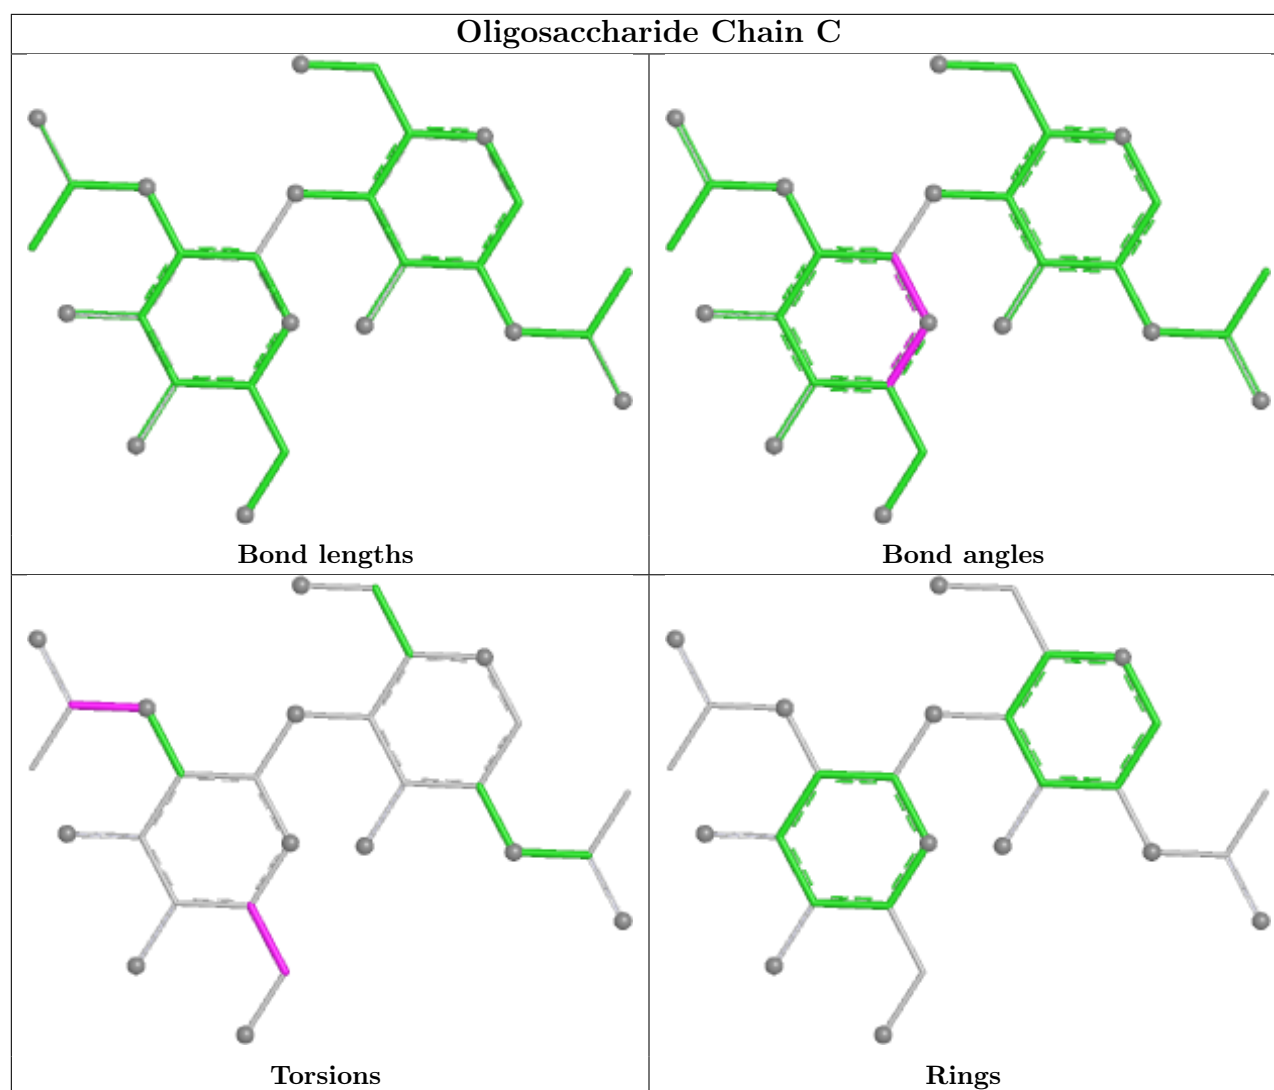 Oligosaccharide Chain C
Bond lengths
Bond angles
Torsions
Rings